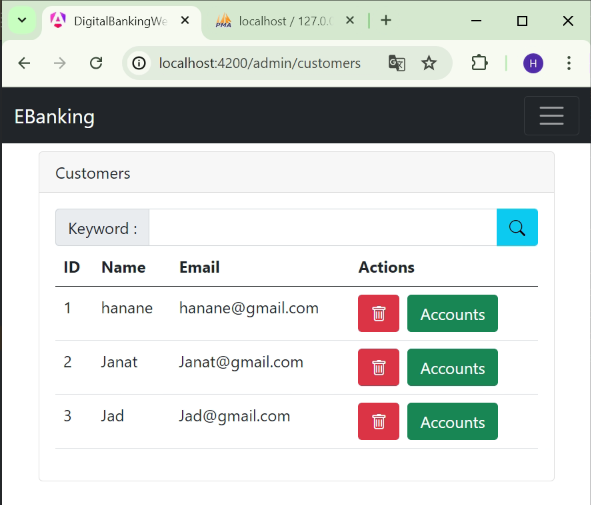 DigitalBankingWe
localhost / 127.0.0
localhost:4200/admin/customers
H
EBanking
Customers
Keyword :
ID Name Email Actions
1 hanane hanane@gmail.com Accounts
2 Janat Janat@gmail.com Accounts
3 Jad Jad@gmail.com Accounts